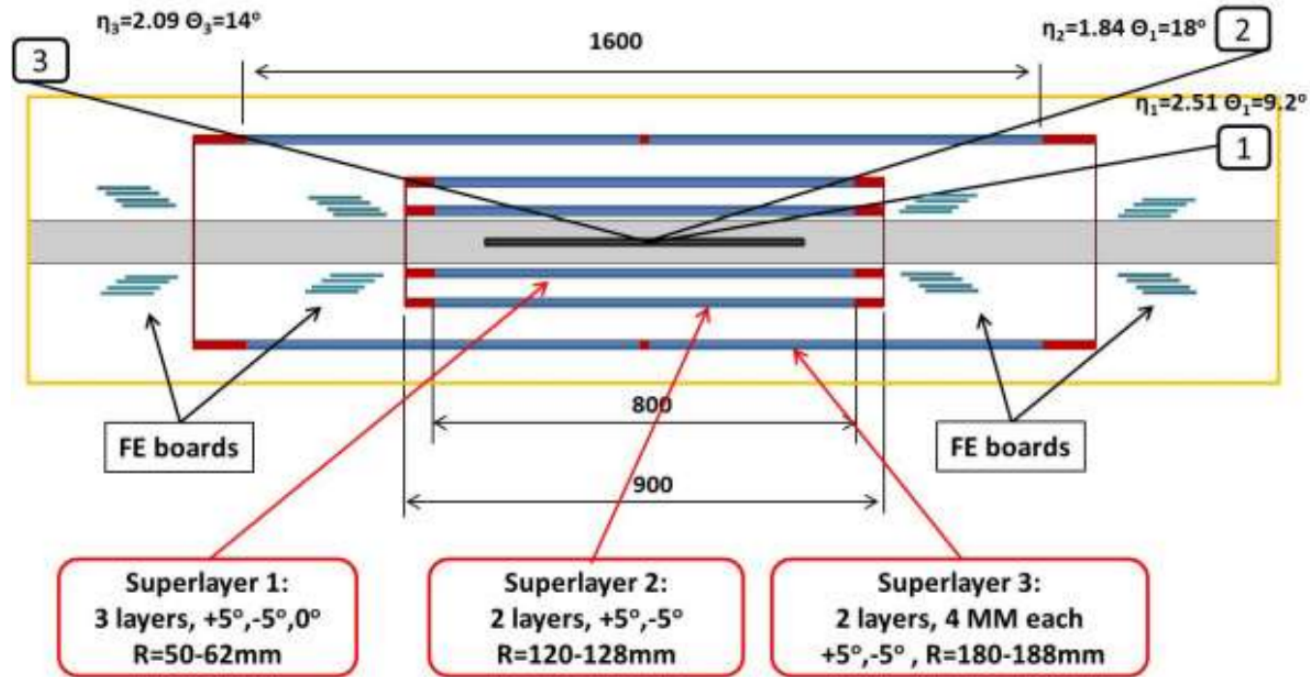 η₃=2.09 Θ₃=14°
1600
η₂=1.84 Θ₁=18°
2
3
η₁=2.51 Θ₁=9.2°
1
FE boards
800
FE boards
900
Superlayer 1:
3 layers, +5°,-5°,0°
R=50-62mm
Superlayer 2:
2 layers, +5°,-5°
R=120-128mm
Superlayer 3:
2 layers, 4 MM each
+5°,-5° , R=180-188mm